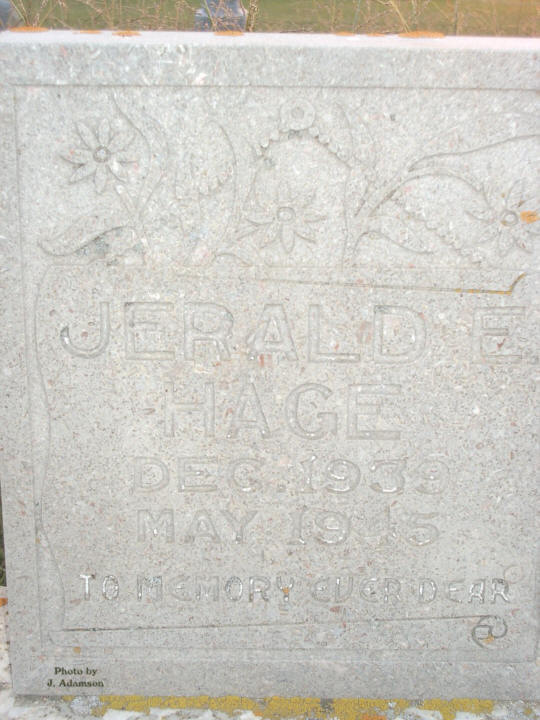 JERALD E.
HAGE
DEC. 1939
MAY 1945
TO MEMORY EVER DEAR
Photo by
J. Adamson